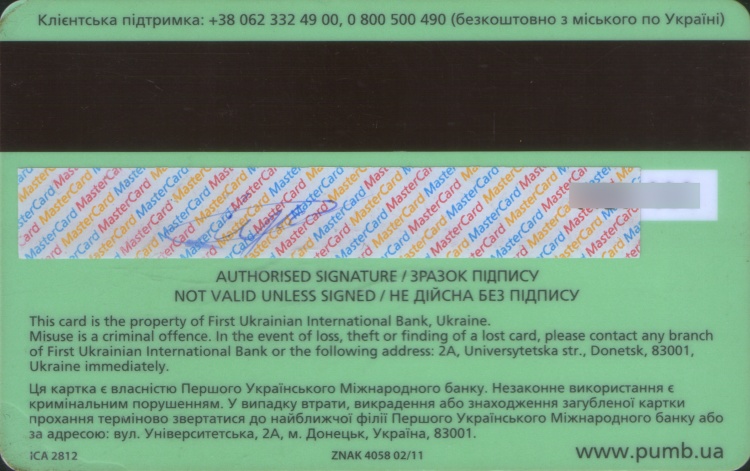 Клієнтська підтримка: +38 062 332 49 00, 0 800 500 490 (безкоштовно з міського по Україні)
MasterCard MasterCard MasterCard MasterCard MasterCard MasterCard
AUTHORISED SIGNATURE / ЗРАЗОК ПІДПИСУ
NOT VALID UNLESS SIGNED / НЕ ДІЙСНА БЕЗ ПІДПИСУ
This card is the property of First Ukrainian International Bank, Ukraine.
Misuse is a criminal offence. In the event of loss, theft or finding of a lost card, please contact any branch
of First Ukrainian International Bank or the following address: 2A, Universytetska str., Donetsk, 83001,
Ukraine immediately.
Ця картка є власністю Першого Українського Міжнародного банку. Незаконне використання є
кримінальним порушенням. У випадку втрати, викрадення або знаходження загубленої картки
прохання терміново звертатися до найближчої філії Першого Українського Міжнародного банку або
за адресою: вул. Університетська, 2А, м. Донецьк, Україна, 83001.
ICA 2812 ZNAK 4058 02/11 www.pumb.ua